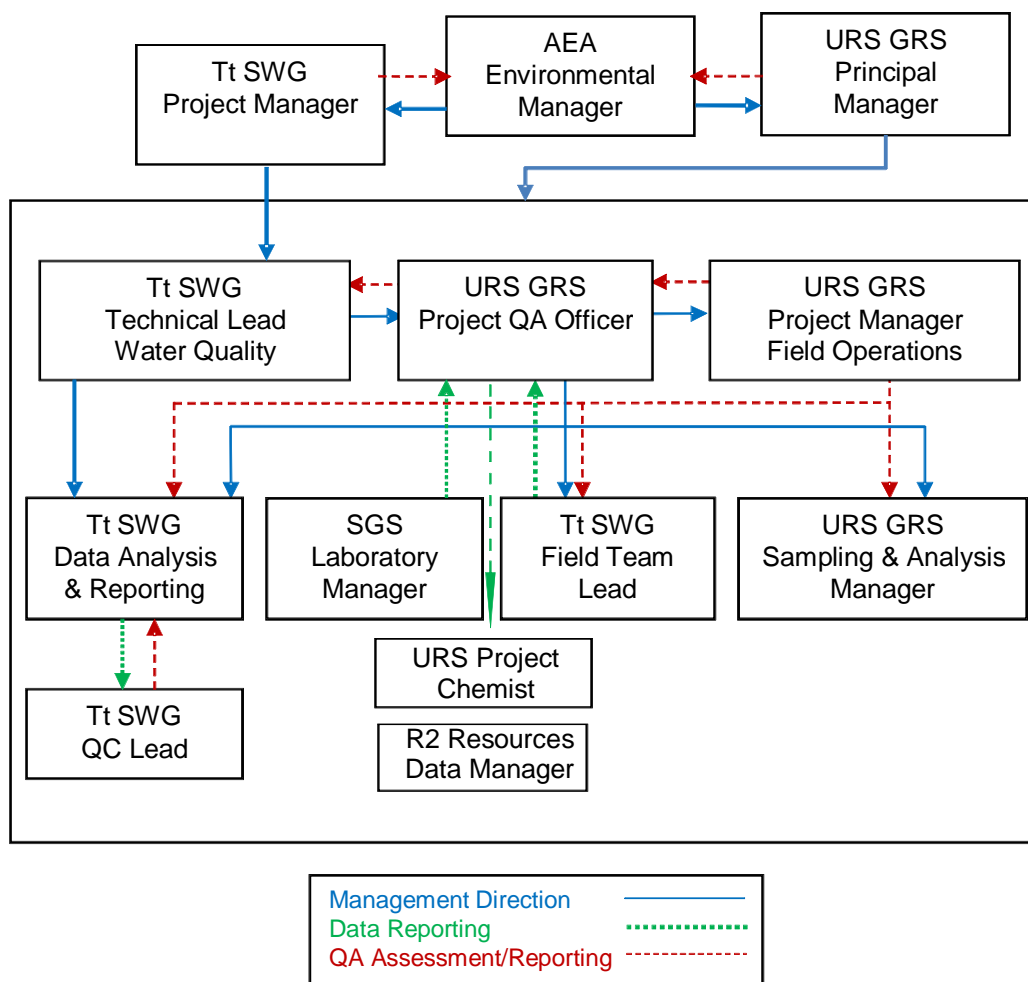 Tt SWG
Project Manager
AEA
Environmental
Manager
URS GRS
Principal
Manager
Tt SWG
Technical Lead
Water Quality
URS GRS
Project QA Officer
URS GRS
Project Manager
Field Operations
Tt SWG
Data Analysis
& Reporting
SGS
Laboratory
Manager
Tt SWG
Field Team
Lead
URS GRS
Sampling & Analysis
Manager
URS Project
Chemist
Tt SWG
QC Lead
R2 Resources
Data Manager
Management Direction
Data Reporting
QA Assessment/Reporting